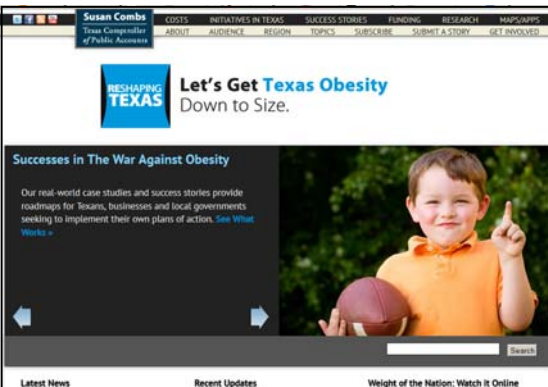 Susan Combs
Texas Comptroller
of Public Accounts
COSTS INITIATIVES IN TEXAS SUCCESS STORIES FUNDING RESEARCH MAPS/APPS
ABOUT AUDIENCE REGION TOPICS SUBSCRIBE SUBMIT A STORY GET INVOLVED
RESHAPING
TEXAS
Let's Get Texas Obesity
Down to Size.
Successes in The War Against Obesity
Our real-world case studies and success stories provide
roadmaps for Texans, businesses and local governments
seeking to implement their own plans of action. See What
Works »
Search
Latest News Recent Updates Weight of the Nation: Watch it Online